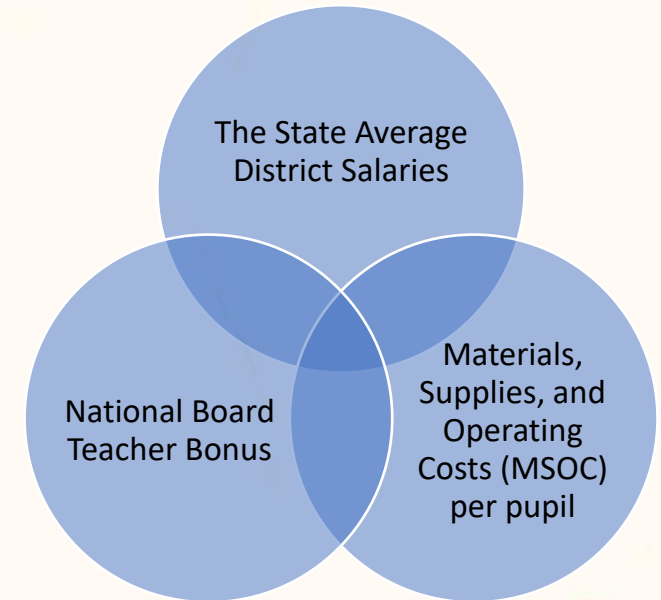 The State Average
District Salaries
National Board
Teacher Bonus
Materials,
Supplies, and
Operating
Costs (MSOC)
per pupil